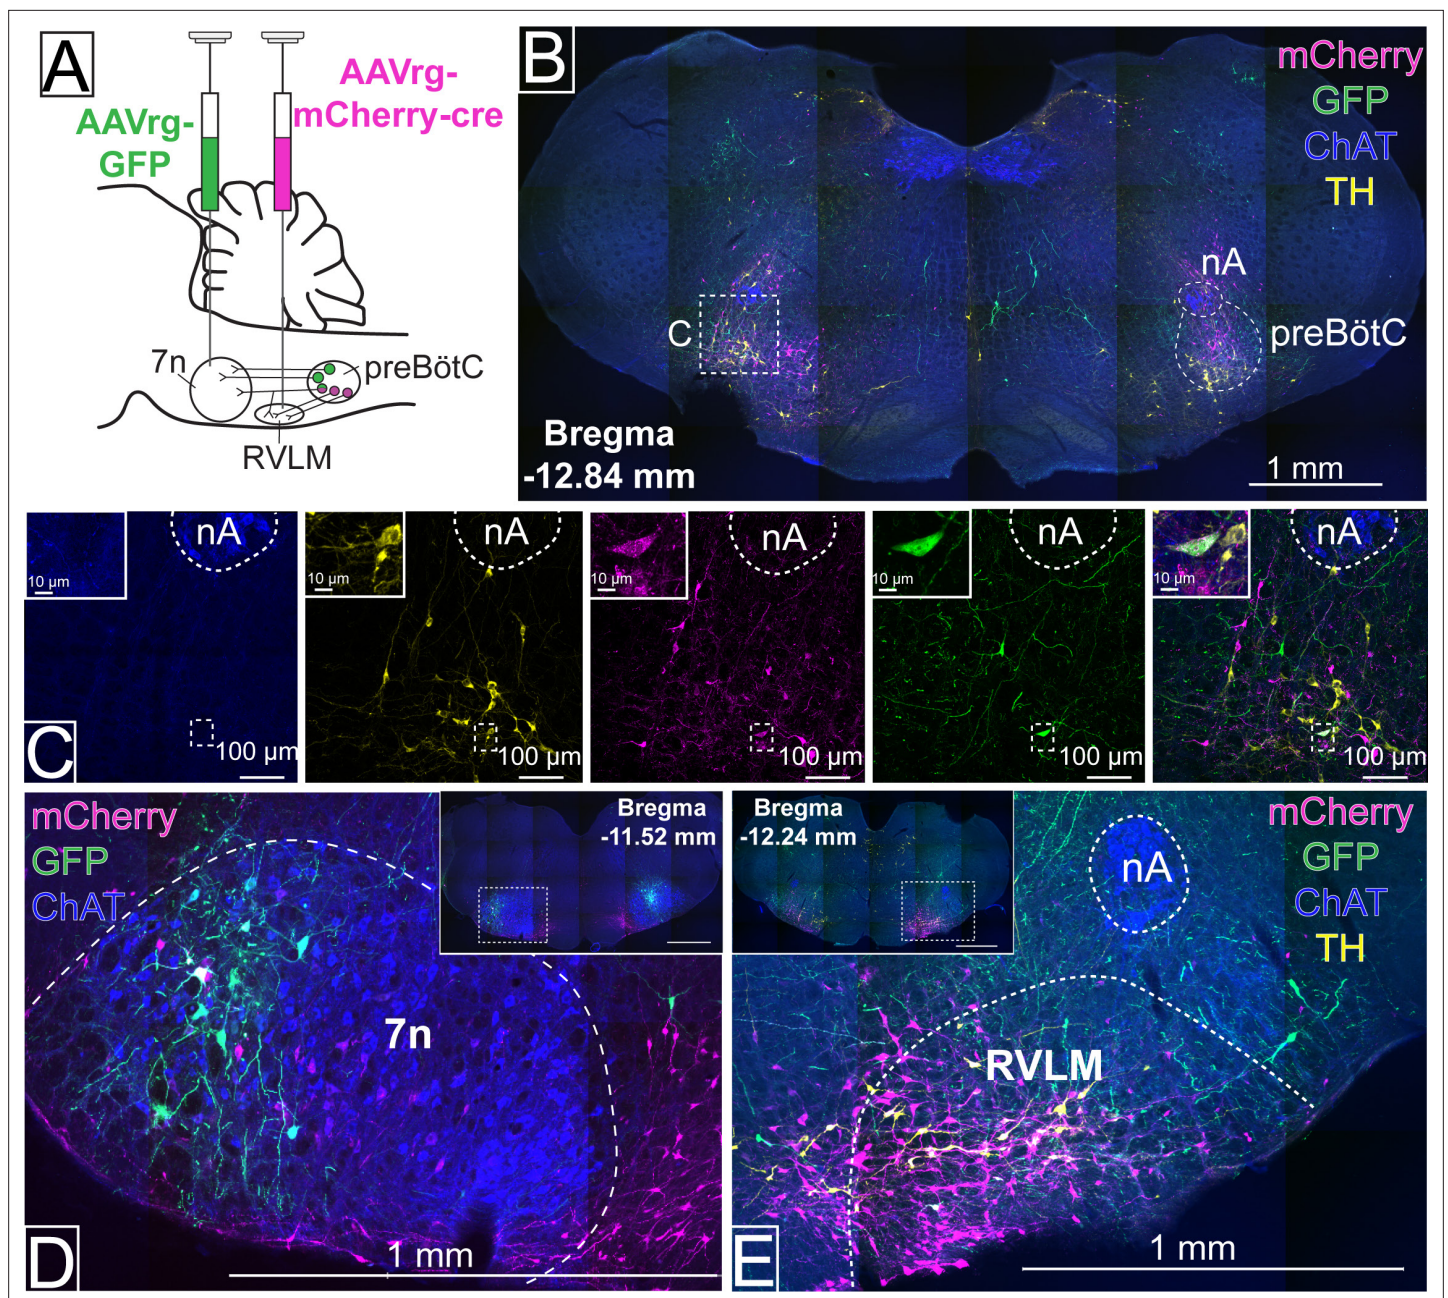 A
AAVrg-
GFP
AAVrg-
mCherry-cre
7n
preBötC
RVLM
B
mCherry
GFP
ChAT
TH
nA
preBötC
C
Bregma
-12.84 mm
1 mm
C
10 µm
nA
100 µm
10 µm
nA
100 µm
10 µm
nA
100 µm
10 µm
nA
100 µm
10 µm
nA
100 µm
D
mCherry
GFP
ChAT
Bregma
-11.52 mm
7n
1 mm
E
Bregma
-12.24 mm
mCherry
GFP
ChAT
TH
nA
RVLM
1 mm